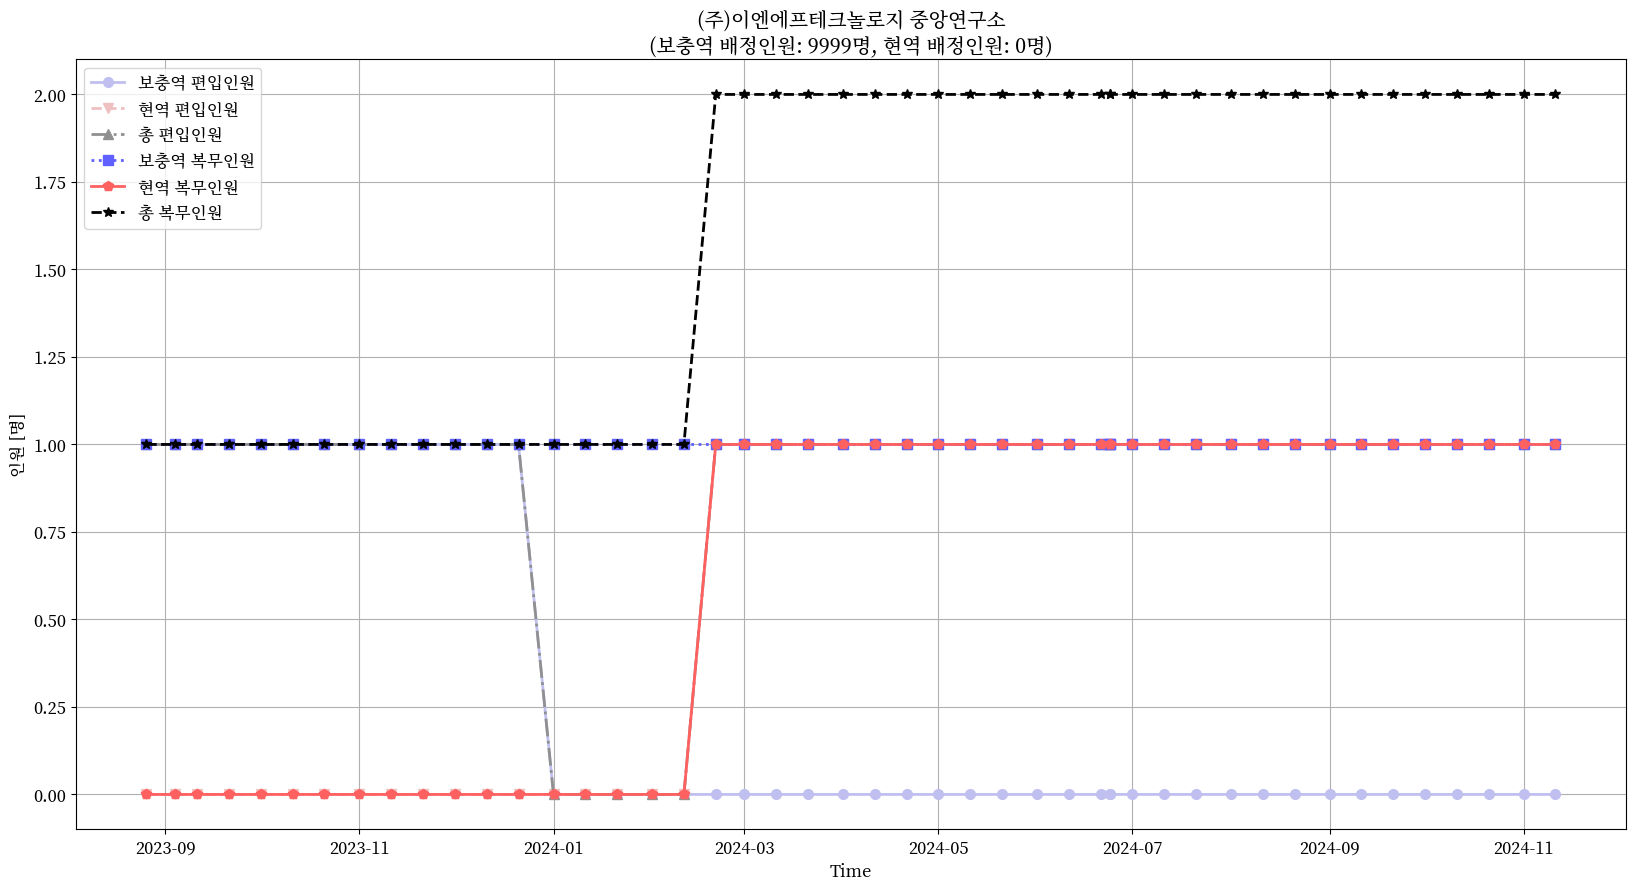 (주)이엔에프테크놀로지 중앙연구소
(보충역 배정인원: 9999명, 현역 배정인원: 0명)
보충역 편입인원
현역 편입인원
총 편입인원
보충역 복무인원
현역 복무인원
총 복무인원
2.00
1.75
1.50
1.25
1.00
0.75
0.50
0.25
0.00
인원 [명]
2023-09 2023-11 2024-01 2024-03 2024-05 2024-07 2024-09 2024-11
Time